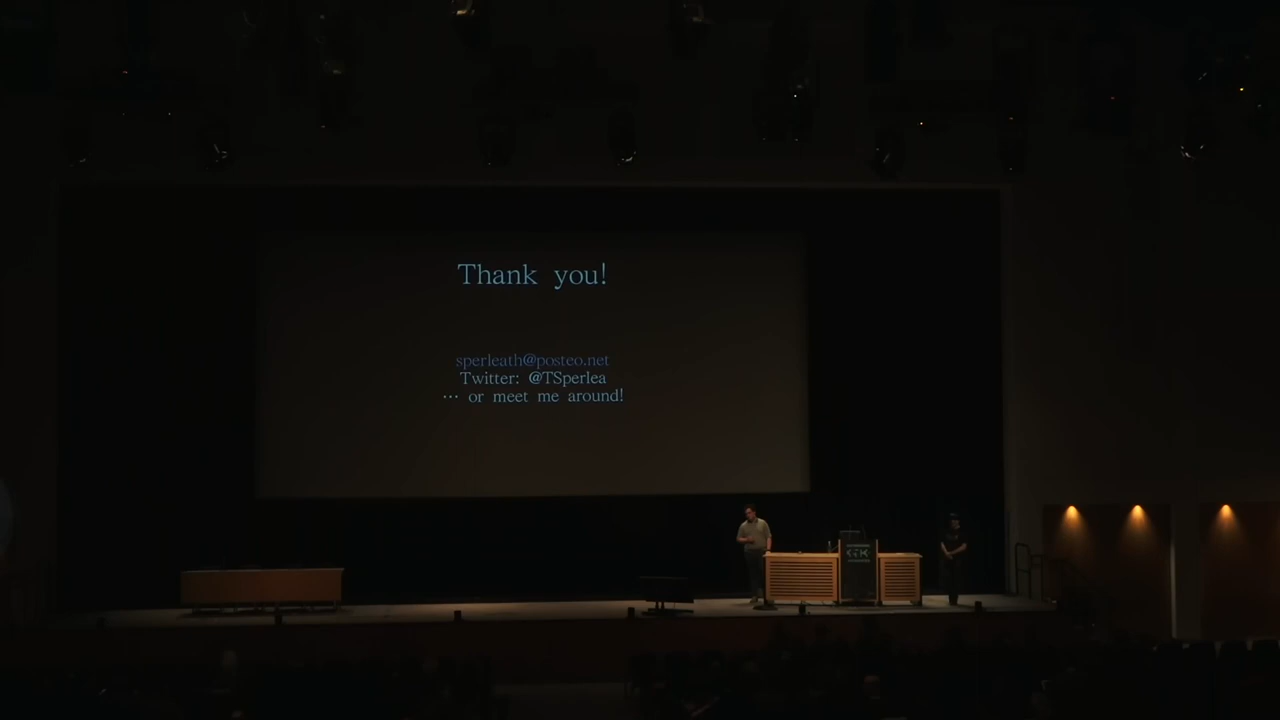 Thank you!
sperleath@posteo.net
Twitter: @TSperlea
… or meet me around!